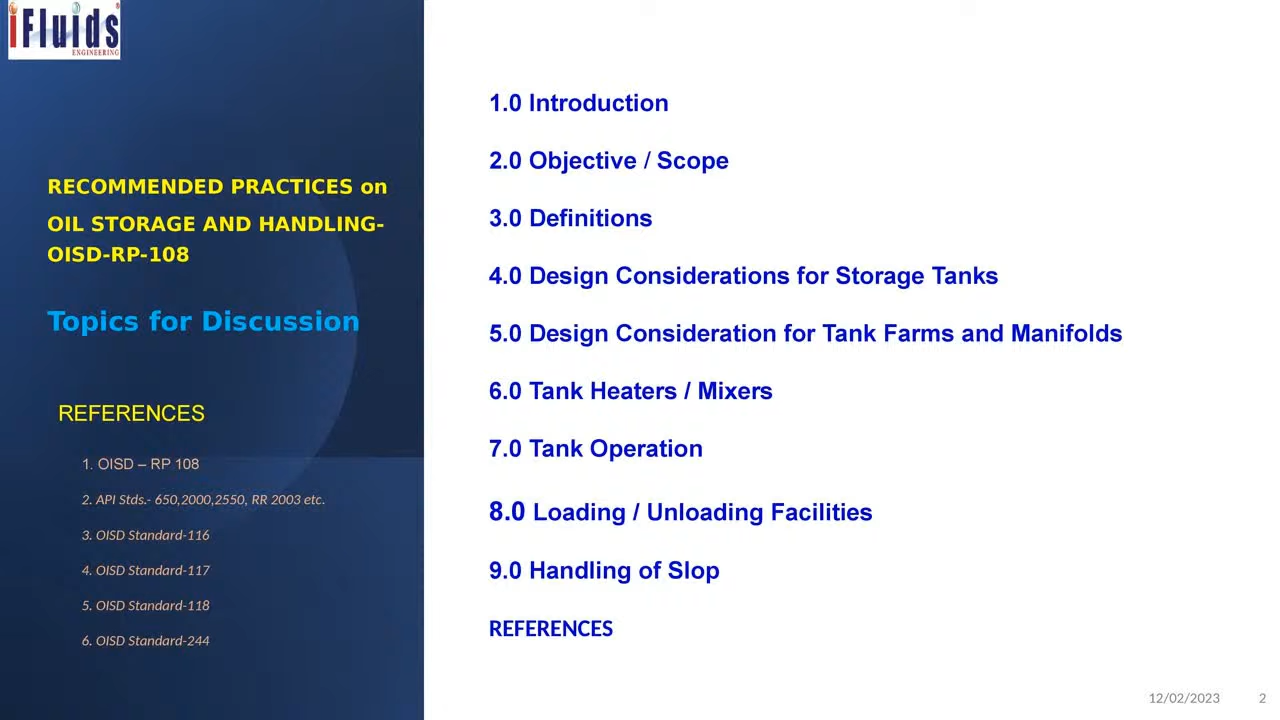 iFluids
ENGINEERING
RECOMMENDED PRACTICES on
OIL STORAGE AND HANDLING-
OISD-RP-108
Topics for Discussion
REFERENCES
1. OISD – RP 108
2. API Stds.- 650,2000,2550, RR 2003 etc.
3. OISD Standard-116
4. OISD Standard-117
5. OISD Standard-118
6. OISD Standard-244
1.0 Introduction
2.0 Objective / Scope
3.0 Definitions
4.0 Design Considerations for Storage Tanks
5.0 Design Consideration for Tank Farms and Manifolds
6.0 Tank Heaters / Mixers
7.0 Tank Operation
8.0 Loading / Unloading Facilities
9.0 Handling of Slop
REFERENCES
12/02/2023 2